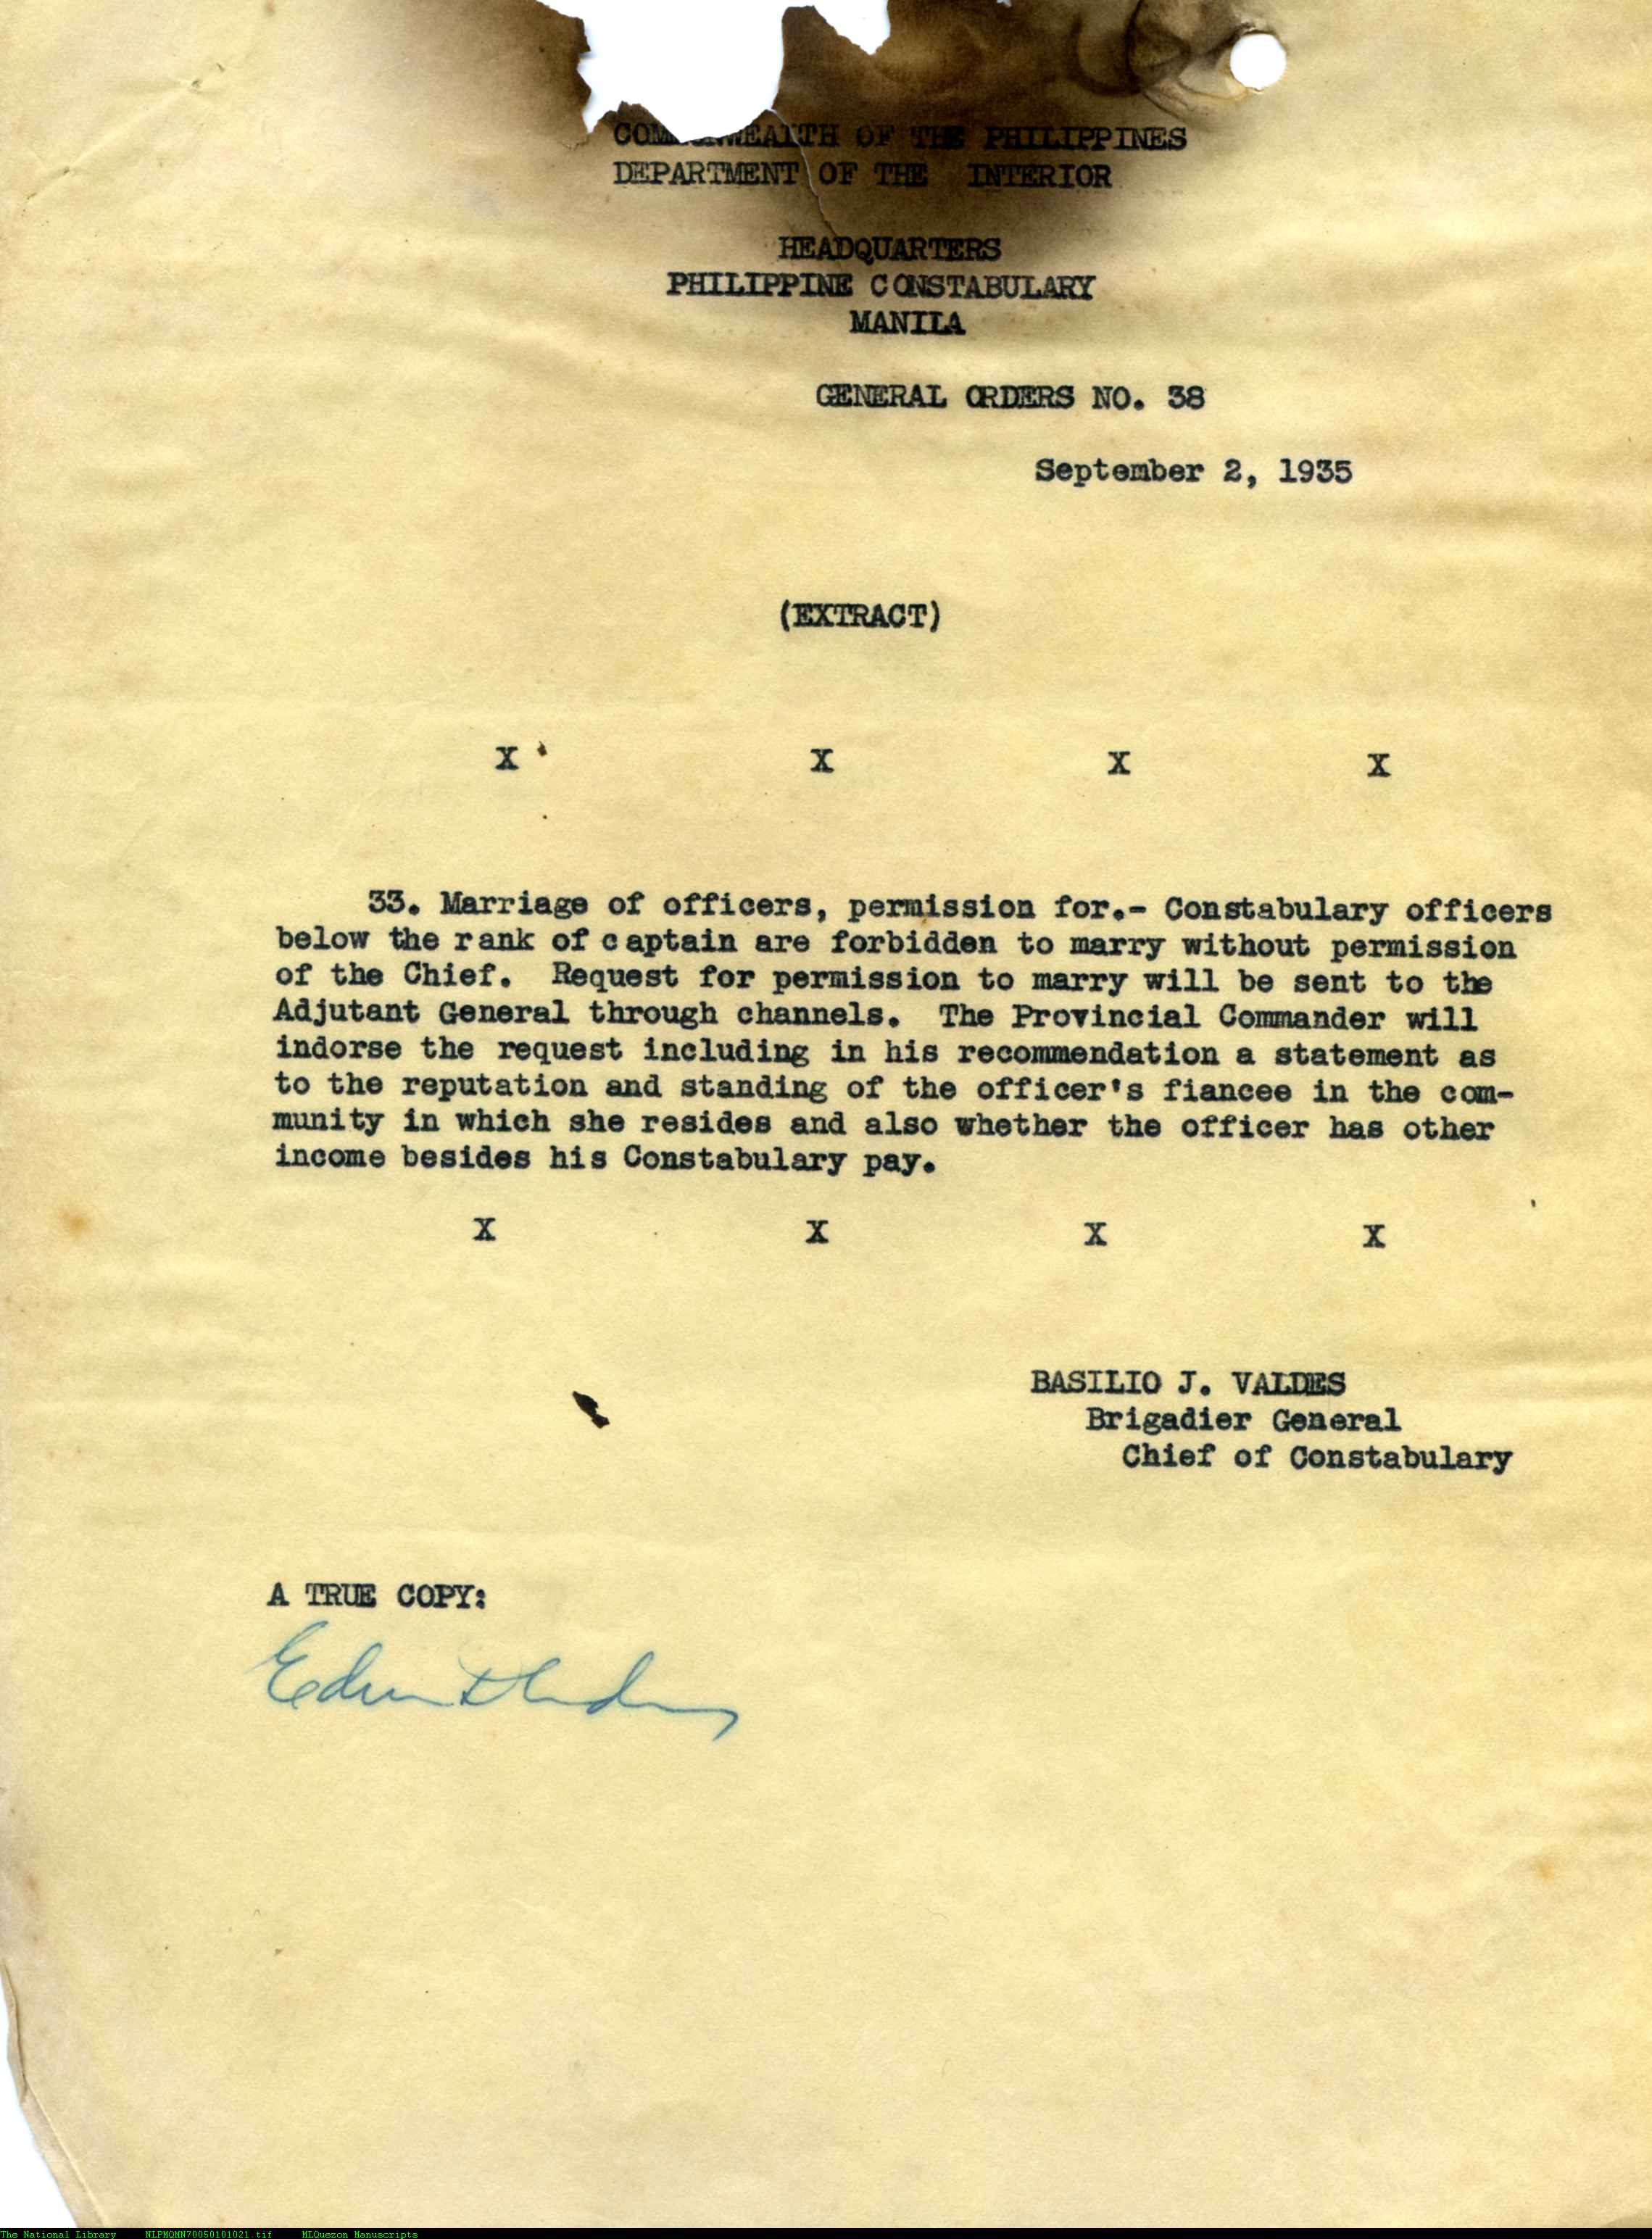 COMMONWEALTH OF THE PHILIPPINES
DEPARTMENT OF THE INTERIOR
HEADQUARTERS
PHILIPPINE CONSTABULARY
MANILA
GENERAL ORDERS NO. 38
September 2, 1935
(EXTRACT)
X X X X
33. Marriage of officers, permission for.- Constabulary officers
below the rank of captain are forbidden to marry without permission
of the Chief. Request for permission to marry will be sent to the
Adjutant General through channels. The Provincial Commander will
indorse the request including in his recommendation a statement as
to the reputation and standing of the officer's fiancee in the com-
munity in which she resides and also whether the officer has other
income besides his Constabulary pay.
X X X X
BASILIO J. VALDES
Brigadier General
Chief of Constabulary
A TRUE COPY:
The National Library NLPMQMN70050101021.tif MLQuezon Manuscripts